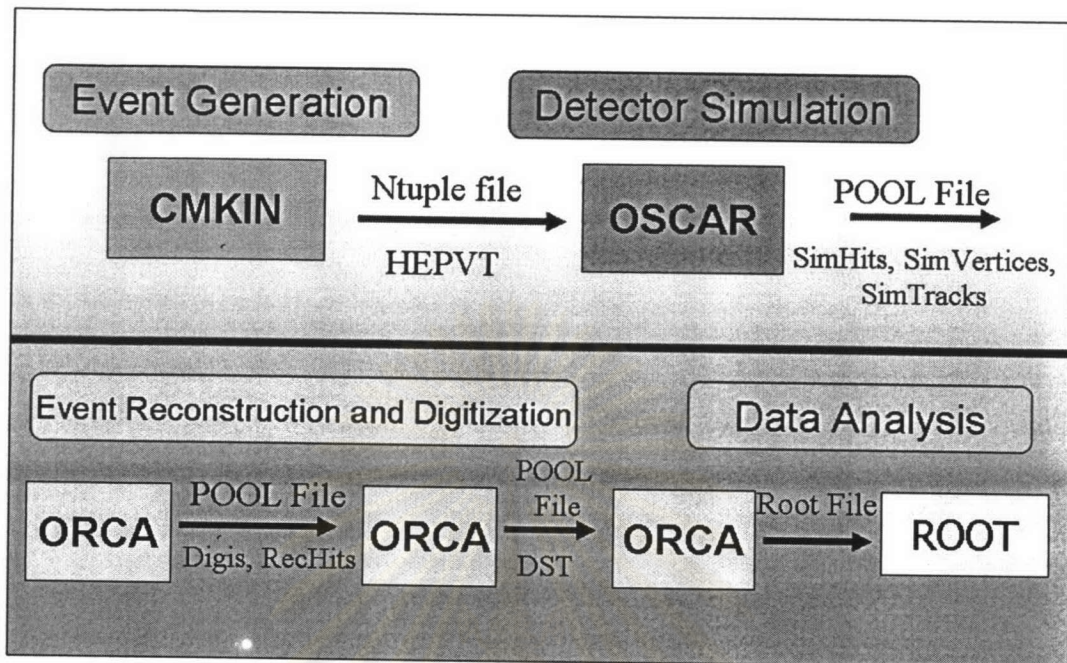 Event Generation
Detector Simulation
CMKIN
Ntuple file
HEPVT
OSCAR
POOL File
SimHits, SimVertices,
SimTracks
Event Reconstruction and Digitization
Data Analysis
ORCA
POOL File
Digis, RecHits
ORCA
POOL
File
DST
ORCA
Root File
ROOT